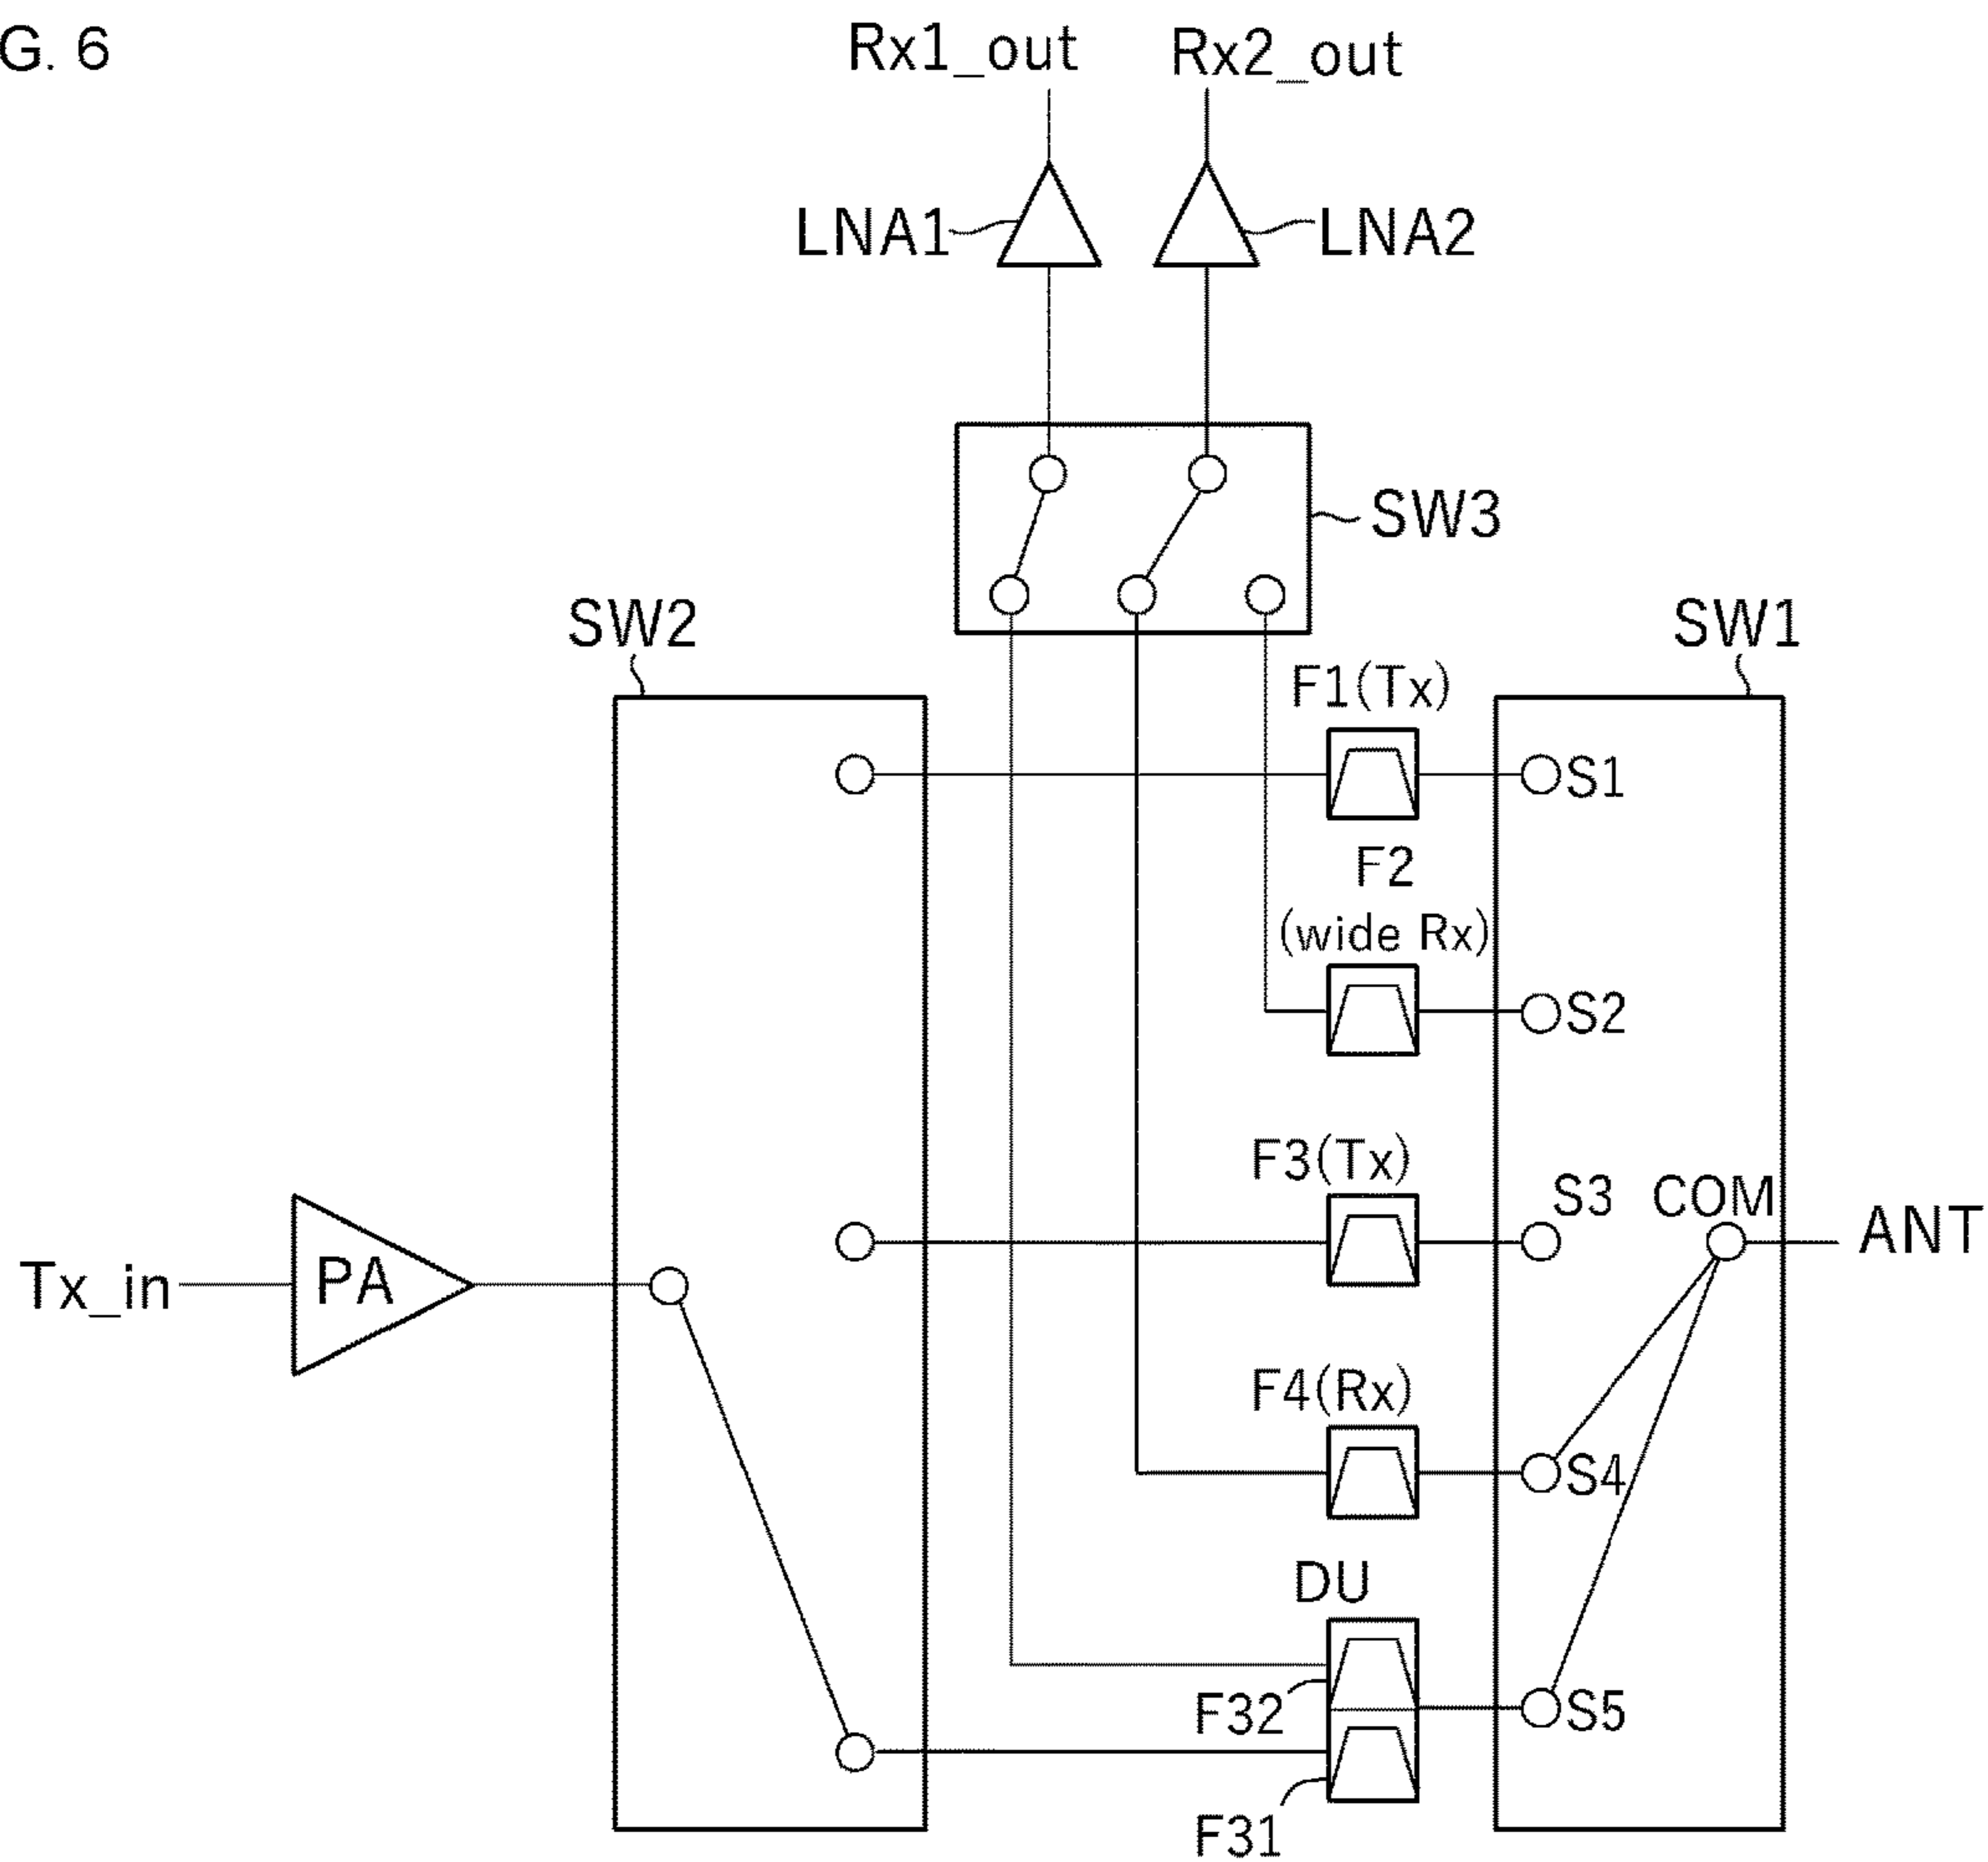 G. 6
Rx1_out
Rx2_out
LNA1
LNA2
SW3
SW2
SW1
F1(Tx)
S1
F2
(wide Rx)
S2
F3(Tx)
S3
COM
ANT
Tx_in
PA
F4(Rx)
S4
DU
F32
S5
F31